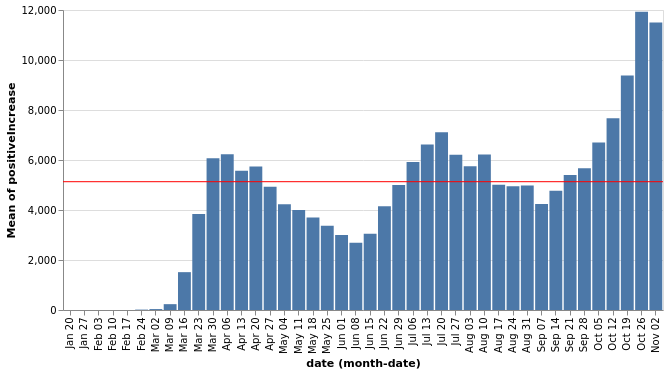 Mean of positiveIncrease
12,000
10,000
8,000
6,000
4,000
2,000
0
Jan 20
Jan 27
Feb 03
Feb 10
Feb 17
Feb 24
Mar 02
Mar 09
Mar 16
Mar 23
Mar 30
Apr 06
Apr 13
Apr 20
Apr 27
May 04
May 11
May 18
May 25
Jun 01
Jun 08
Jun 15
Jun 22
Jun 29
Jul 06
Jul 13
Jul 20
Jul 27
Aug 03
Aug 10
Aug 17
Aug 24
Aug 31
Sep 07
Sep 14
Sep 21
Sep 28
Oct 05
Oct 12
Oct 19
Oct 26
Nov 02
date (month-date)